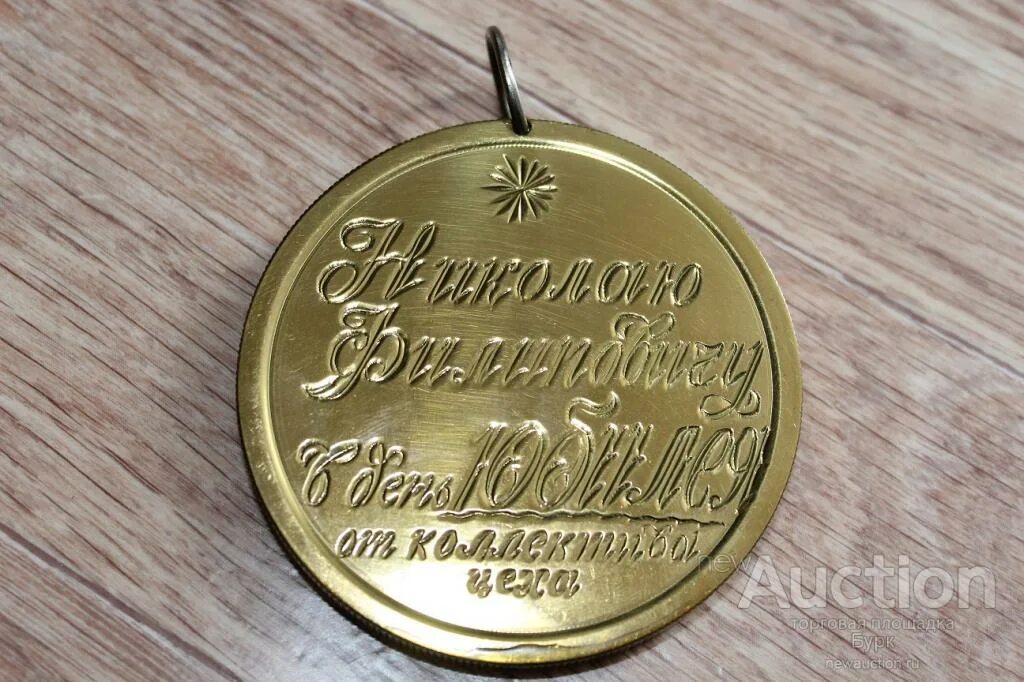 Николаю
Филиповичу
в день юбилея
от коллектива
цеха
newAuction
торговая площадка
Бурк
newauction.ru